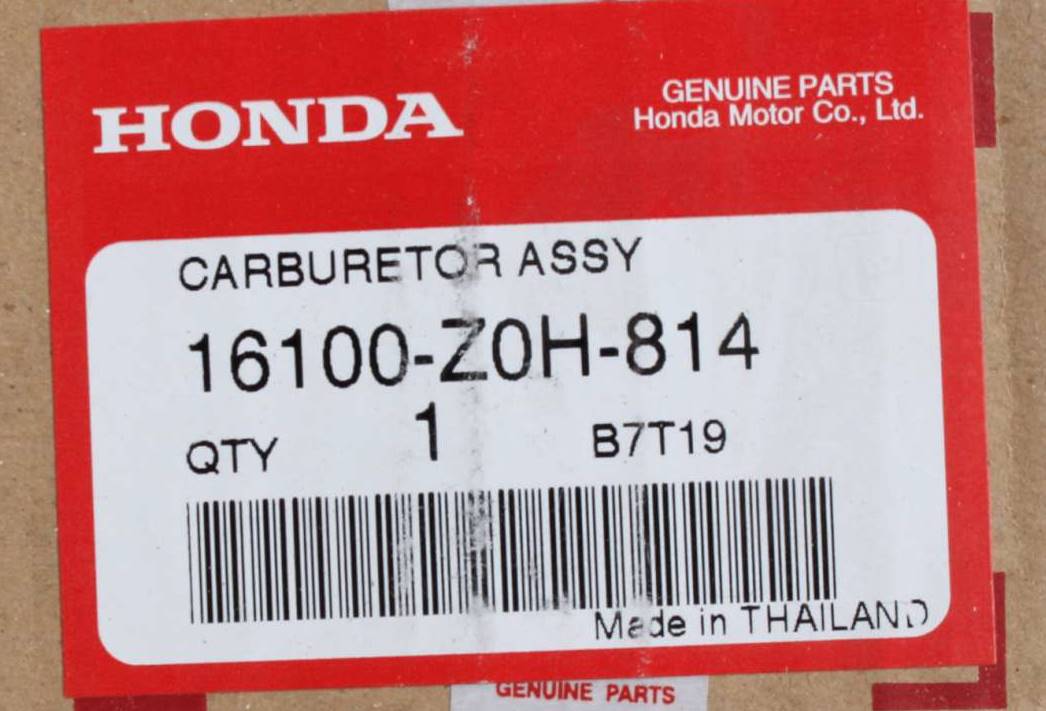 HONDA
GENUINE PARTS
Honda Motor Co., Ltd.
CARBURETOR ASSY
16100-Z0H-814
QTY 1 B7T19
Made in THAILAND
GENUINE PARTS